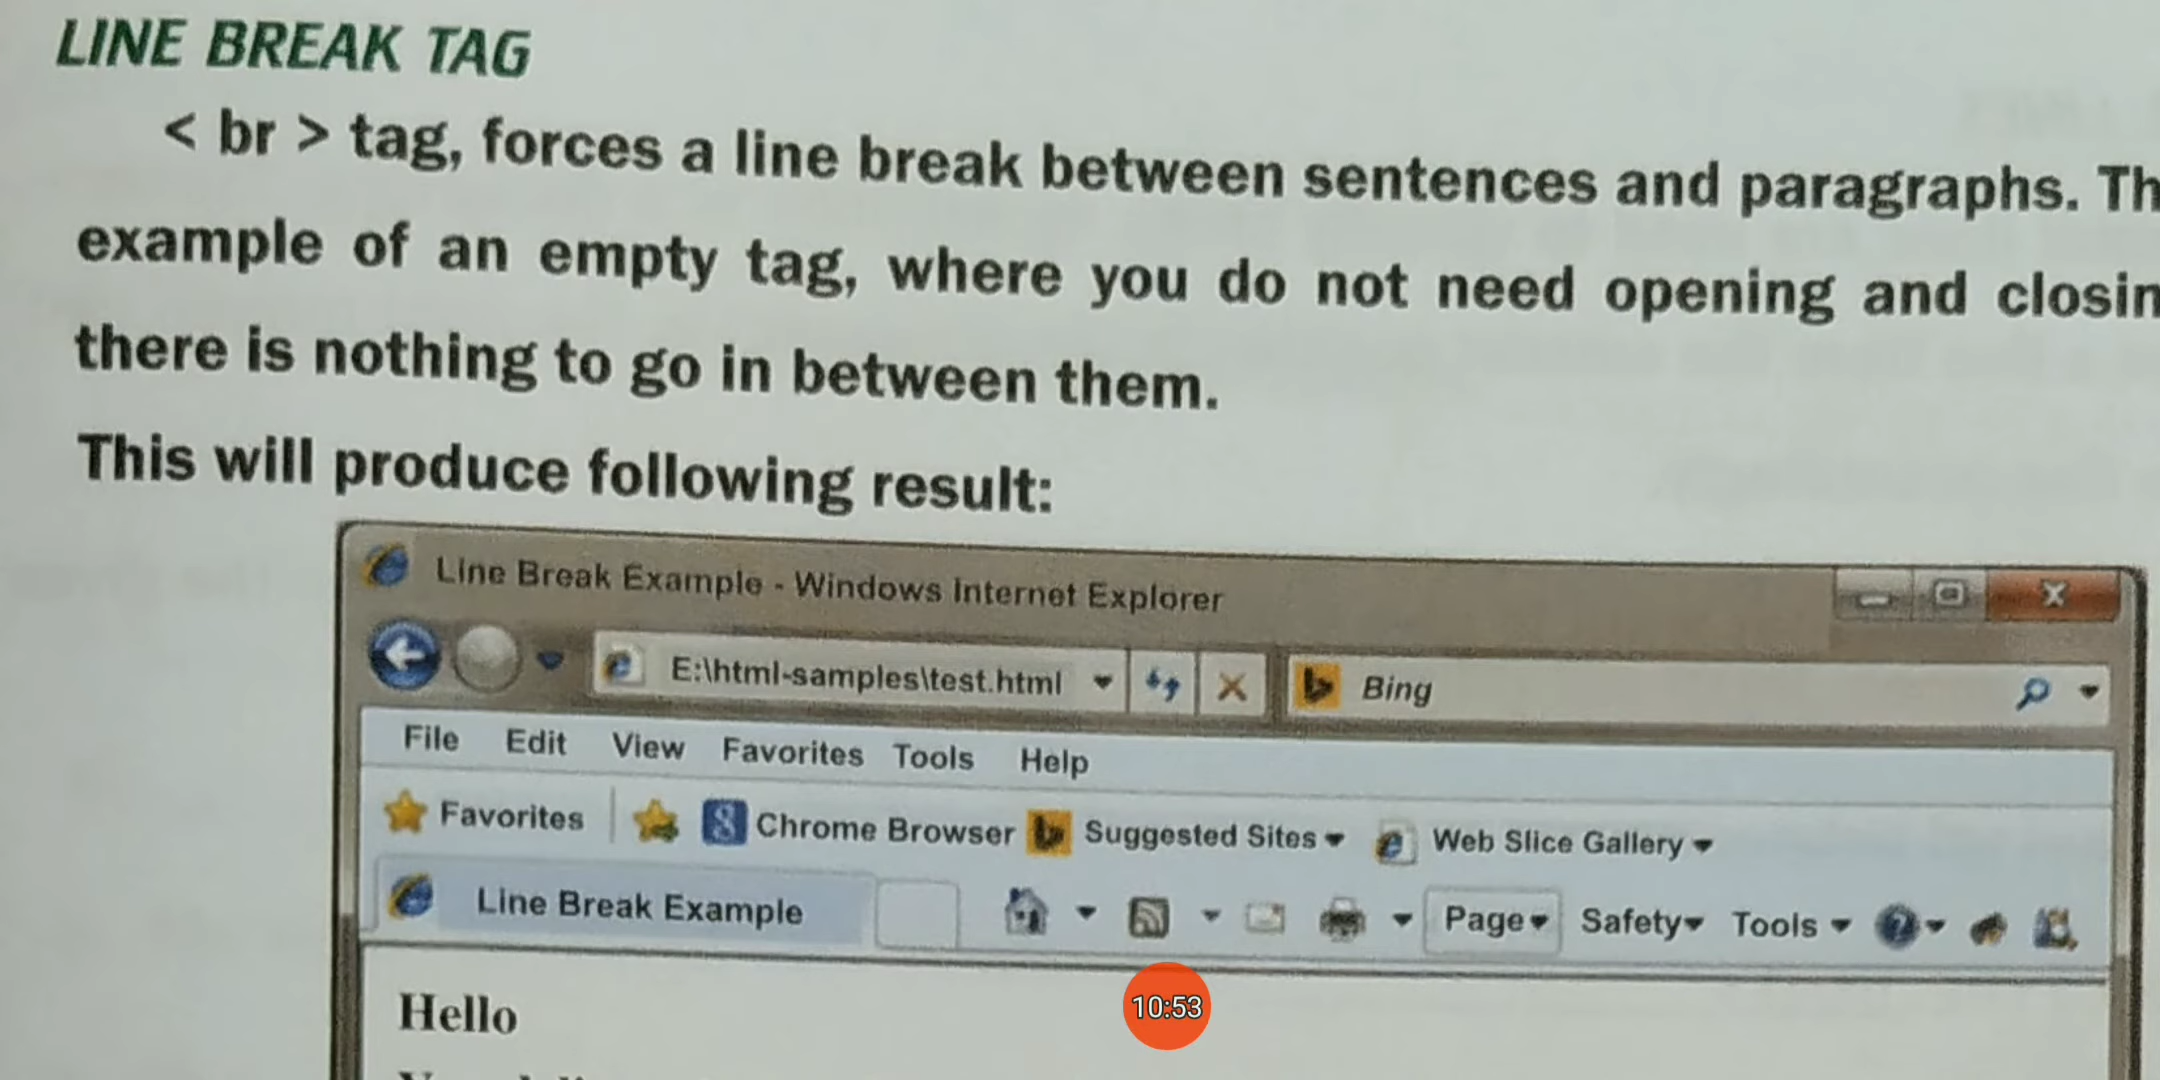 LINE BREAK TAG
< br > tag, forces a line break between sentences and paragraphs. Th
example of an empty tag, where you do not need opening and closin
there is nothing to go in between them.
This will produce following result:
Line Break Example - Windows Internet Explorer
E:\html-samples\test.html Bing
File Edit View Favorites Tools Help
Favorites Chrome Browser Suggested Sites Web Slice Gallery
Line Break Example Page Safety Tools
Hello
10:53